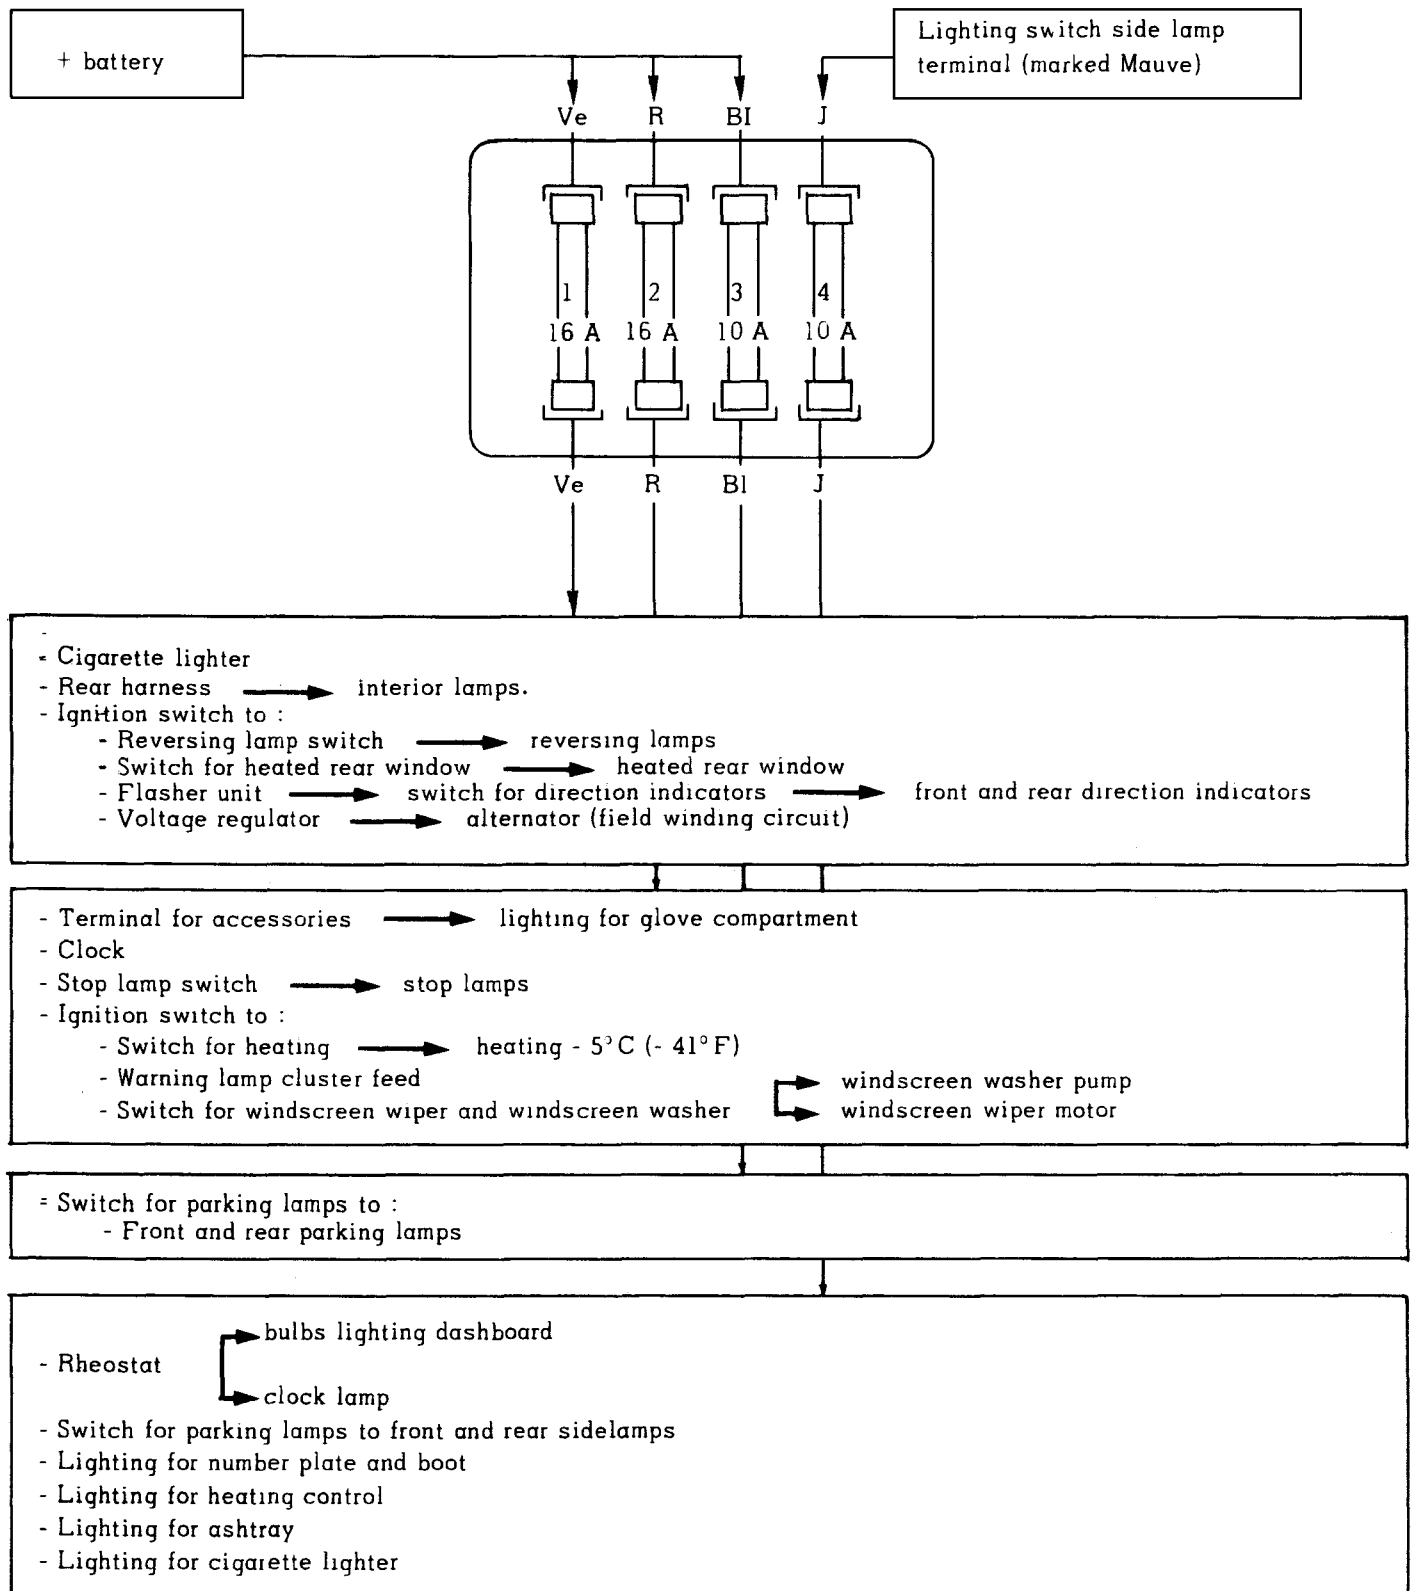 + battery
Lighting switch side lamp
terminal (marked Mauve)
Ve R BI J
1 2 3 4
16 A 16 A 10 A 10 A
Ve R Bl J
-
- Cigarette lighter
- Rear harness interior lamps.
- Ignition switch to :
- Reversing lamp switch reversing lamps
- Switch for heated rear window heated rear window
- Flasher unit switch for direction indicators front and rear direction indicators
- Voltage regulator alternator (field winding circuit)
- Terminal for accessories lighting for glove compartment
- Clock
- Stop lamp switch stop lamps
- Ignition switch to :
- Switch for heating heating - 5°C (- 41°F)
- Warning lamp cluster feed
windscreen washer pump
- Switch for windscreen wiper and windscreen washer windscreen wiper motor
= Switch for parking lamps to :
- Front and rear parking lamps
bulbs lighting dashboard
- Rheostat
clock lamp
- Switch for parking lamps to front and rear sidelamps
- Lighting for number plate and boot
- Lighting for heating control
- Lighting for ashtray
- Lighting for cigarette lighter